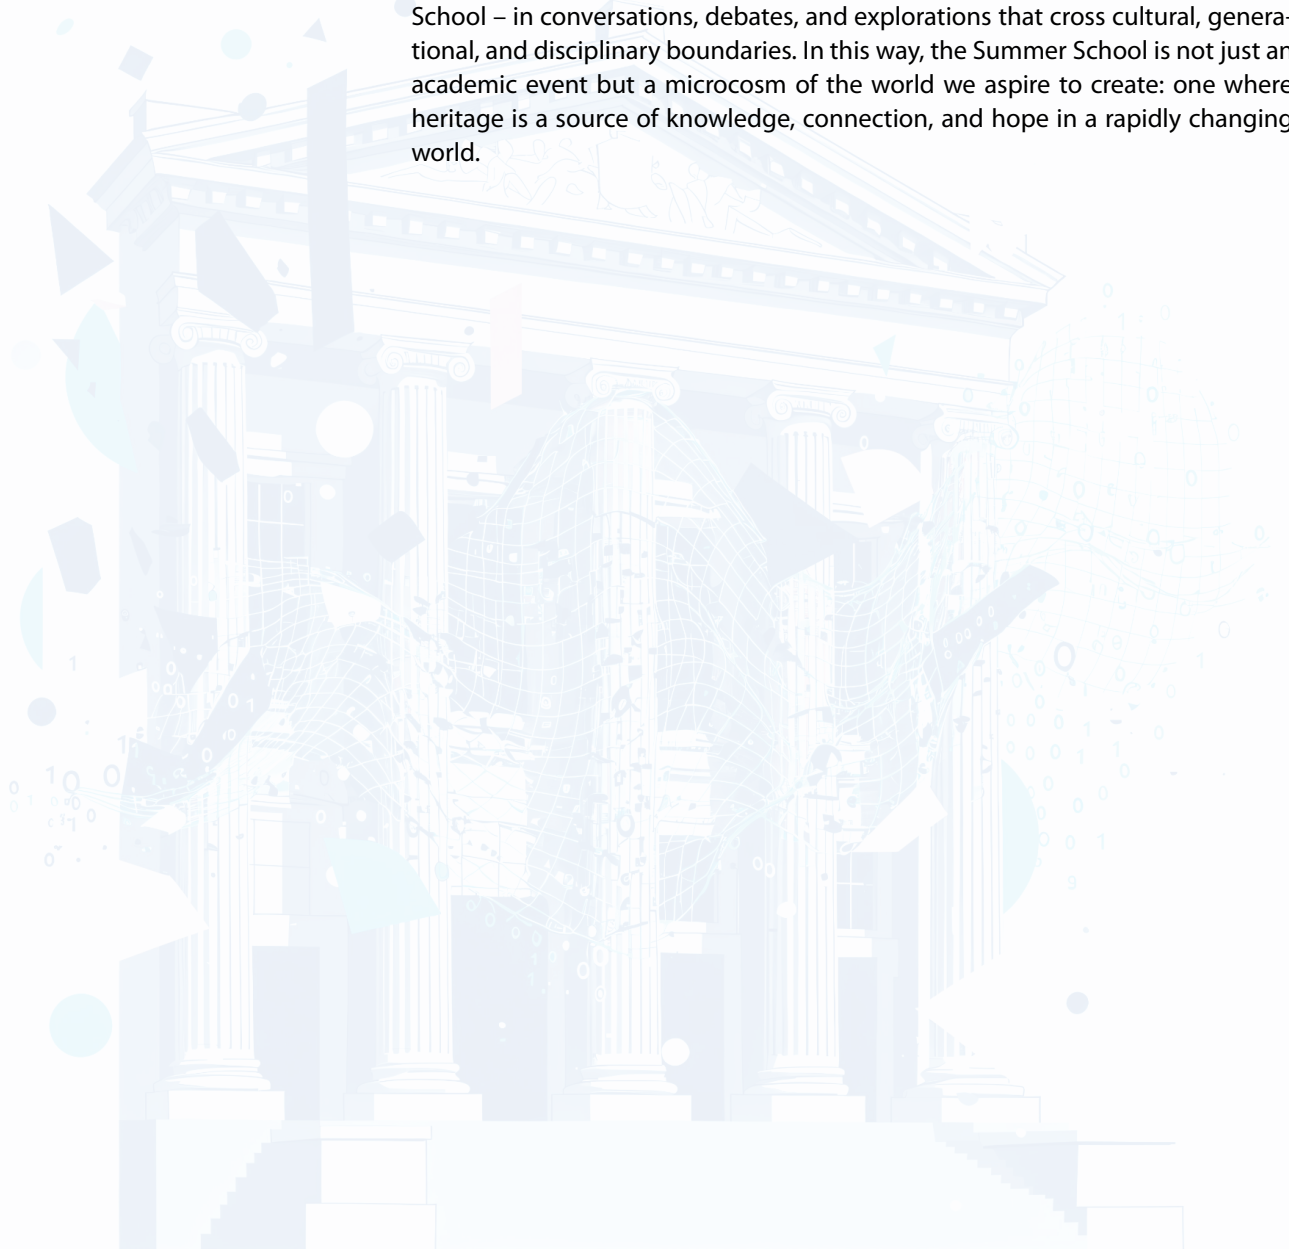 School – in conversations, debates, and explorations that cross cultural, genera-
tional, and disciplinary boundaries. In this way, the Summer School is not just an
academic event but a microcosm of the world we aspire to create: one where
heritage is a source of knowledge, connection, and hope in a rapidly changing
world.